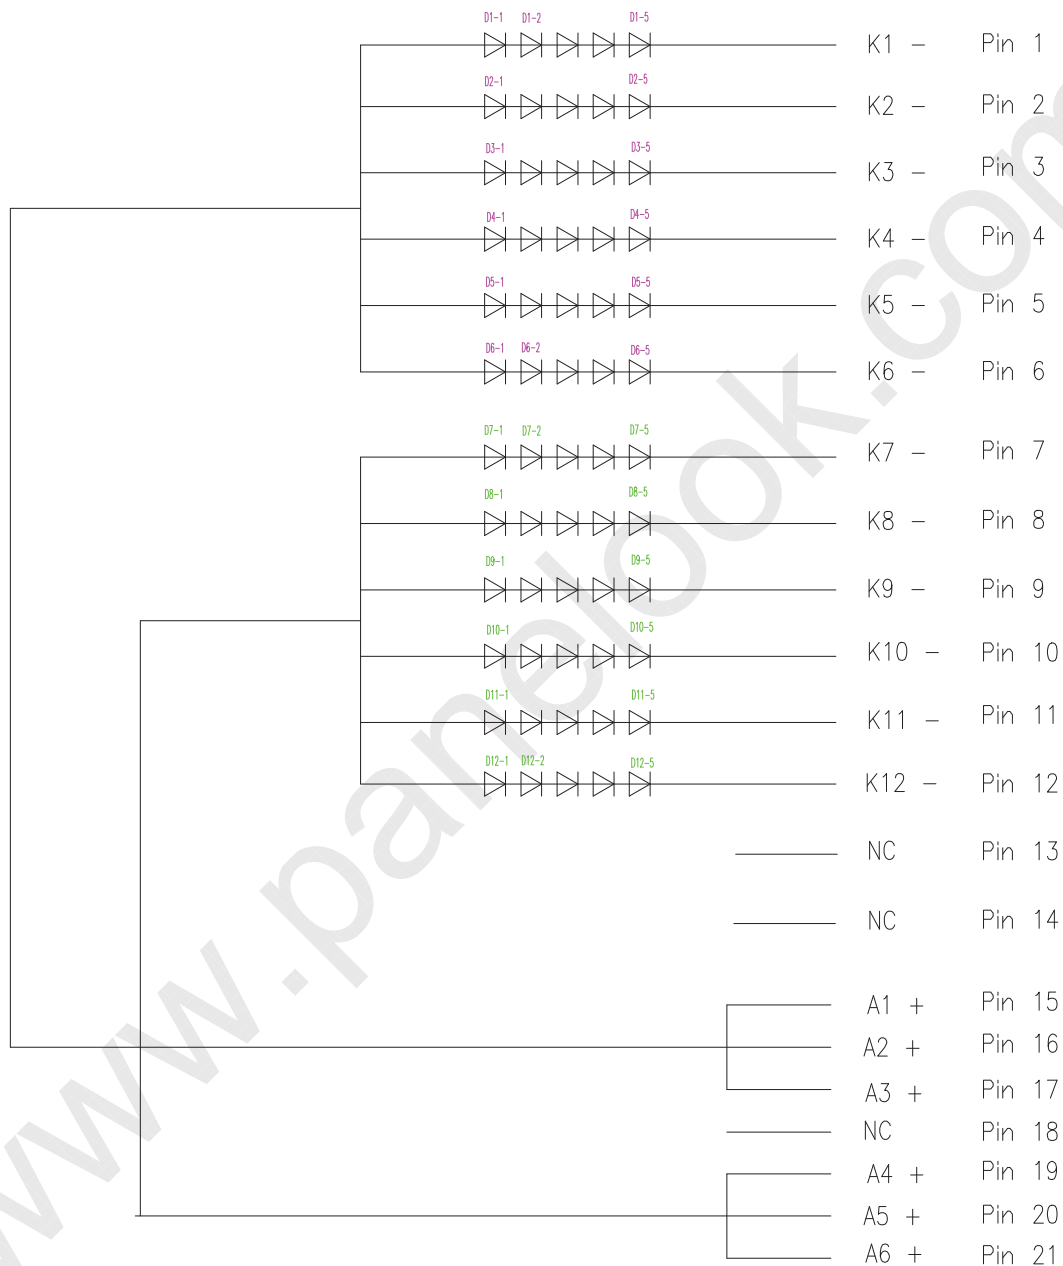 D1-1 D1-2 D1-5
K1 - Pin 1
D2-1 D2-5
K2 - Pin 2
D3-1 D3-5
K3 - Pin 3
D4-1 D4-5
K4 - Pin 4
D5-1 D5-5
K5 - Pin 5
D6-1 D6-2 D6-5
K6 - Pin 6
D7-1 D7-2 D7-5
K7 - Pin 7
D8-1 D8-5
K8 - Pin 8
D9-1 D9-5
K9 - Pin 9
D10-1 D10-5
K10 - Pin 10
D11-1 D11-5
K11 - Pin 11
D12-1 D12-2 D12-5
K12 - Pin 12
NC Pin 13
NC Pin 14
A1 + Pin 15
A2 + Pin 16
A3 + Pin 17
NC Pin 18
A4 + Pin 19
A5 + Pin 20
A6 + Pin 21
www.panelook.com